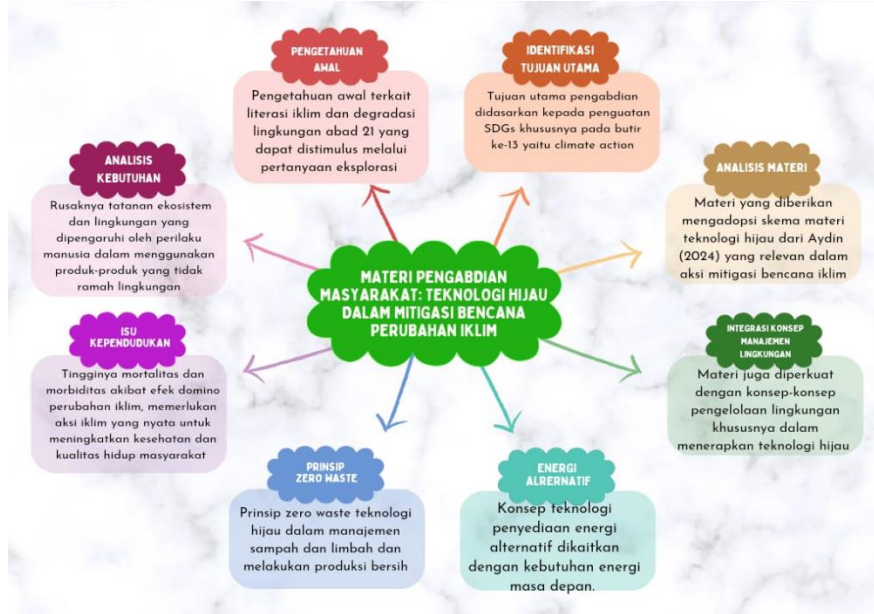 PENGETAHUAN
AWAL
Pengetahuan awal terkait
literasi iklim dan degradasi
lingkungan abad 21 yang
dapat distimulus melalui
pertanyaan eksplorasi
IDENTIFIKASI
TUJUAN UTAMA
Tujuan utama pengabdian
didasarkan kepada penguatan
SDGs khususnya pada butir
ke-13 yaitu climate action
ANALISIS
KEBUTUHAN
Rusaknya tatanan ekosistem
dan lingkungan yang
dipengaruhi oleh perilaku
manusia dalam menggunakan
produk-produk yang tidak
ramah lingkungan
ANALISIS MATERI
Materi yang diberikan
mengadopsi skema materi
teknologi hijau dari Aydin
(2024) yang relevan dalam
aksi mitigasi bencana iklim
MATERI PENGABDIAN
MASYARAKAT: TEKNOLOGI HIJAU
DALAM MITIGASI BENCANA
PERUBAHAN IKLIM
ISU
KEPENDUDUKAN
Tingginya mortalitas dan
morbiditas akibat efek domino
perubahan iklim, memerlukan
aksi iklim yang nyata untuk
meningkatkan kesehatan dan
kualitas hidup masyarakat
INTEGRASI KONSEP
MANAJEMEN
LINGKUNGAN
Materi juga diperkuat
dengan konsep-konsep
pengelolaan lingkungan
khususnya dalam
menerapkan teknologi hijau
PRINSIP
ZERO WASTE
Prinsip zero waste teknologi
hijau dalam manajemen
sampah dan limbah dan
melakukan produksi bersih
ENERGI
ALRERNATIF
Konsep teknologi
penyediaan energi
alternatif dikaitkan
dengan kebutuhan energi
masa depan.